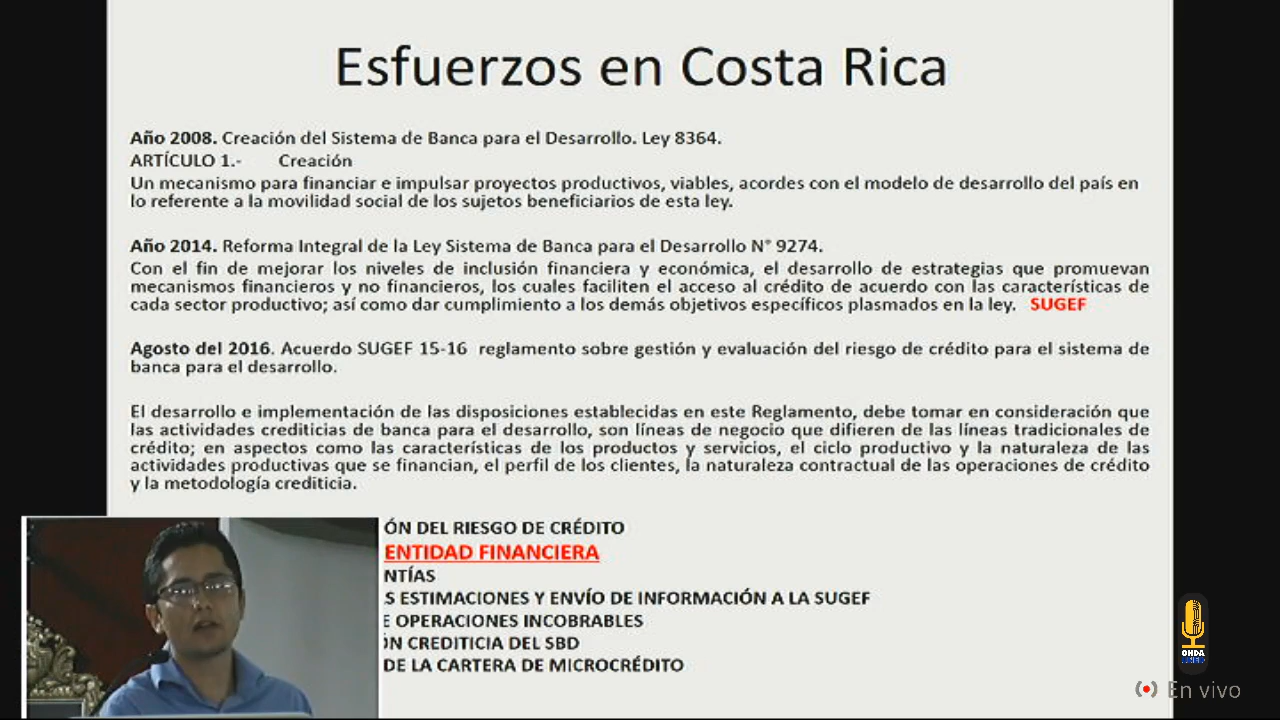 Esfuerzos en Costa Rica
Año 2008. Creación del Sistema de Banca para el Desarrollo. Ley 8364.
ARTÍCULO 1.- Creación
Un mecanismo para financiar e impulsar proyectos productivos, viables, acordes con el modelo de desarrollo del país en
lo referente a la movilidad social de los sujetos beneficiarios de esta ley.
Año 2014. Reforma Integral de la Ley Sistema de Banca para el Desarrollo N° 9274.
Con el fin de mejorar los niveles de inclusión financiera y económica, el desarrollo de estrategias que promuevan
mecanismos financieros y no financieros, los cuales faciliten el acceso al crédito de acuerdo con las características de
cada sector productivo; así como dar cumplimiento a los demás objetivos específicos plasmados en la ley. SUGEF
Agosto del 2016. Acuerdo SUGEF 15-16 reglamento sobre gestión y evaluación del riesgo de crédito para el sistema de
banca para el desarrollo.
El desarrollo e implementación de las disposiciones establecidas en este Reglamento, debe tomar en consideración que
las actividades crediticias de banca para el desarrollo, son líneas de negocio que difieren de las líneas tradicionales de
crédito; en aspectos como las características de los productos y servicios, el ciclo productivo y la naturaleza de las
actividades productivas que se financian, el perfil de los clientes, la naturaleza contractual de las operaciones de crédito
y la metodología crediticia.
ÓN DEL RIESGO DE CRÉDITO
ENTIDAD FINANCIERA
NTÍAS
S ESTIMACIONES Y ENVÍO DE INFORMACIÓN A LA SUGEF
E OPERACIONES INCOBRABLES
ÓN CREDITICIA DEL SBD
DE LA CARTERA DE MICROCRÉDITO
ONDA
En vivo